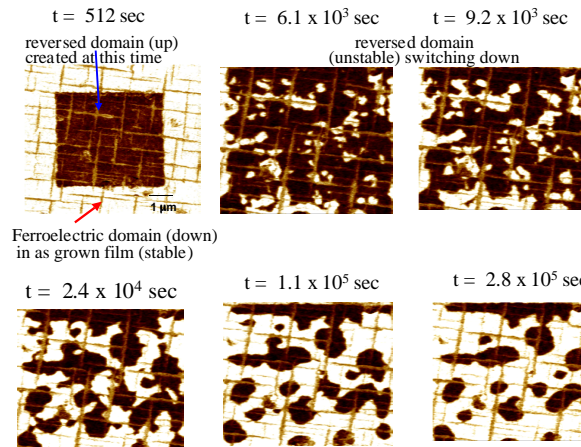 t = 512 sec
reversed domain (up)
created at this time
t = 6.1 x 10³ sec
t = 9.2 x 10³ sec
reversed domain
(unstable) switching down
1 μm
Ferroelectric domain (down)
in as grown film (stable)
t = 2.4 x 10⁴ sec
t = 1.1 x 10⁵ sec
t = 2.8 x 10⁵ sec